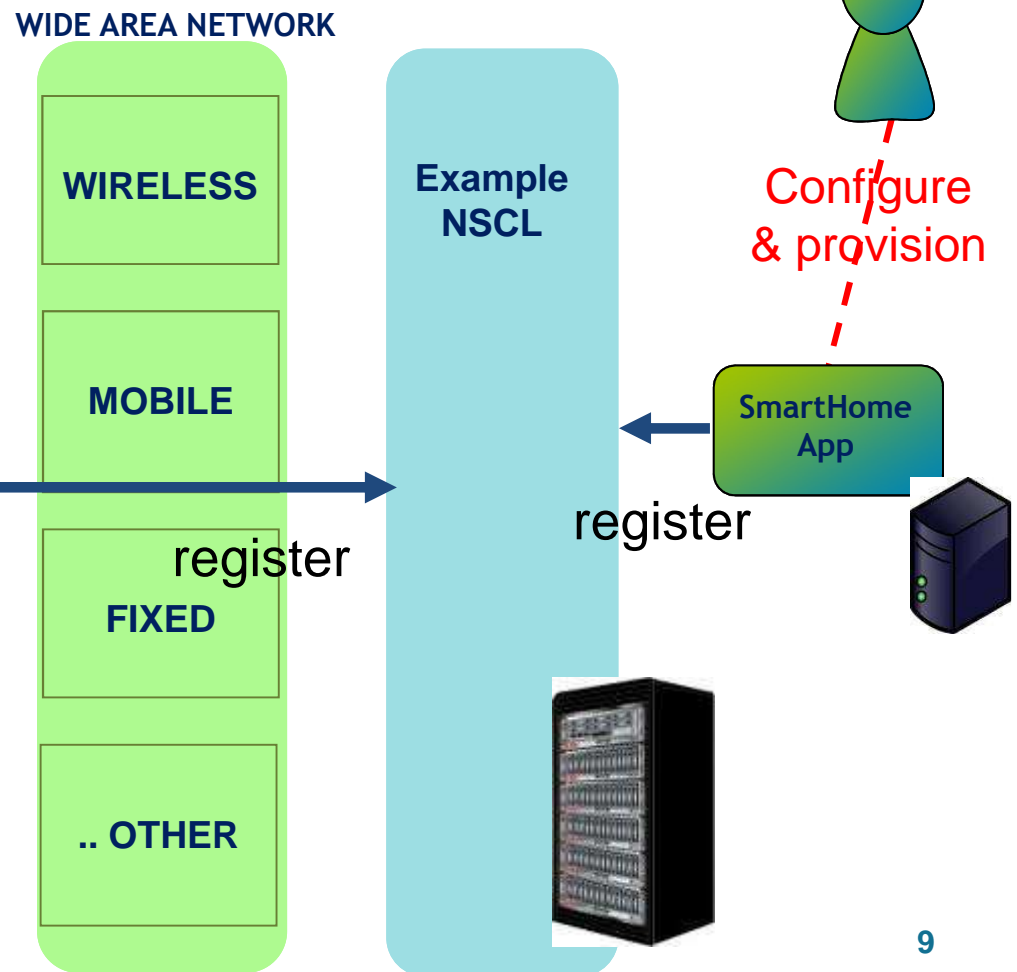 WIDE AREA NETWORK
WIRELESS
MOBILE
register
FIXED
.. OTHER
Example
NSCL
Configure
& provision
SmartHome
App
register
9